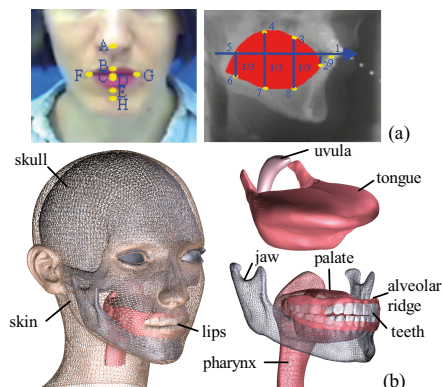 A
B
F C D G
E
H
4
3
5 1
1/3 1/3 1/3
2 9
6
7 8
(a)
skull
uvula
tongue
jaw
palate
alveolar
ridge
skin
lips
teeth
pharynx
(b)